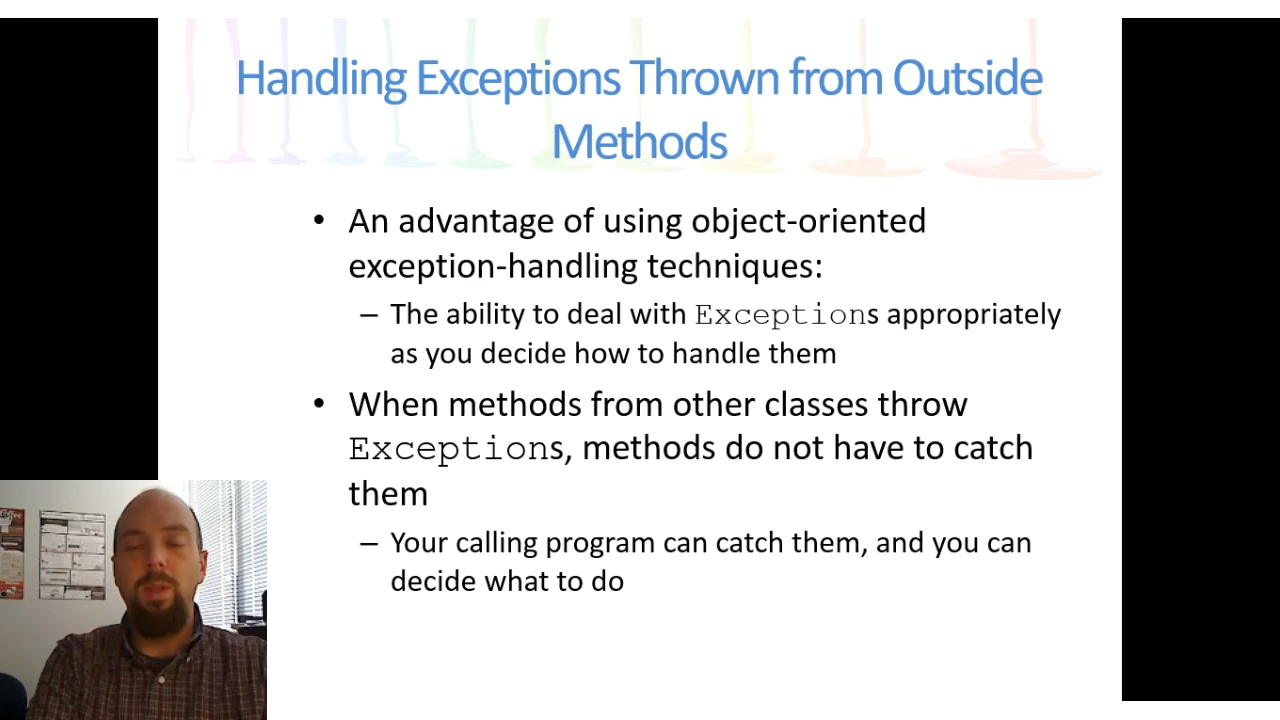 Handling Exceptions Thrown from Outside
Methods
• An advantage of using object-oriented
exception-handling techniques:
– The ability to deal with Exceptions appropriately
as you decide how to handle them
• When methods from other classes throw
Exceptions, methods do not have to catch
them
– Your calling program can catch them, and you can
decide what to do